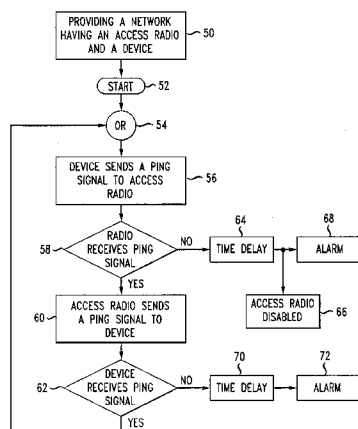 PROVIDING A NETWORK
HAVING AN ACCESS RADIO
AND A DEVICE
50
START
52
OR
54
DEVICE SENDS A PING
SIGNAL TO ACCESS
RADIO
56
RADIO
RECEIVES PING
SIGNAL
58
NO
64
TIME DELAY
68
ALARM
YES
ACCESS RADIO
DISABLED
66
60
ACCESS RADIO SENDS
A PING SIGNAL TO
DEVICE
62
DEVICE
RECEIVES PING
SIGNAL
NO
70
TIME DELAY
72
ALARM
YES